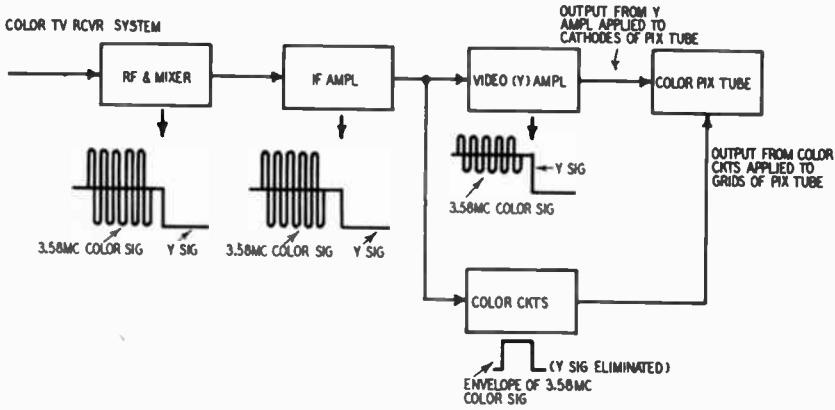 COLOR TV RCVR SYSTEM
RF & MIXER
IF AMPL
VIDEO (Y) AMPL
OUTPUT FROM Y
AMPL APPLIED TO
CATHODES OF PIX TUBE
COLOR PIX TUBE
OUTPUT FROM COLOR
CKTS APPLIED TO
GRIDS OF PIX TUBE
3.58MC COLOR SIG
Y SIG
3.58MC COLOR SIG
Y SIG
Y SIG
3.58MC COLOR SIG
COLOR CKTS
(Y SIG ELIMINATED)
ENVELOPE OF 3.58MC
COLOR SIG